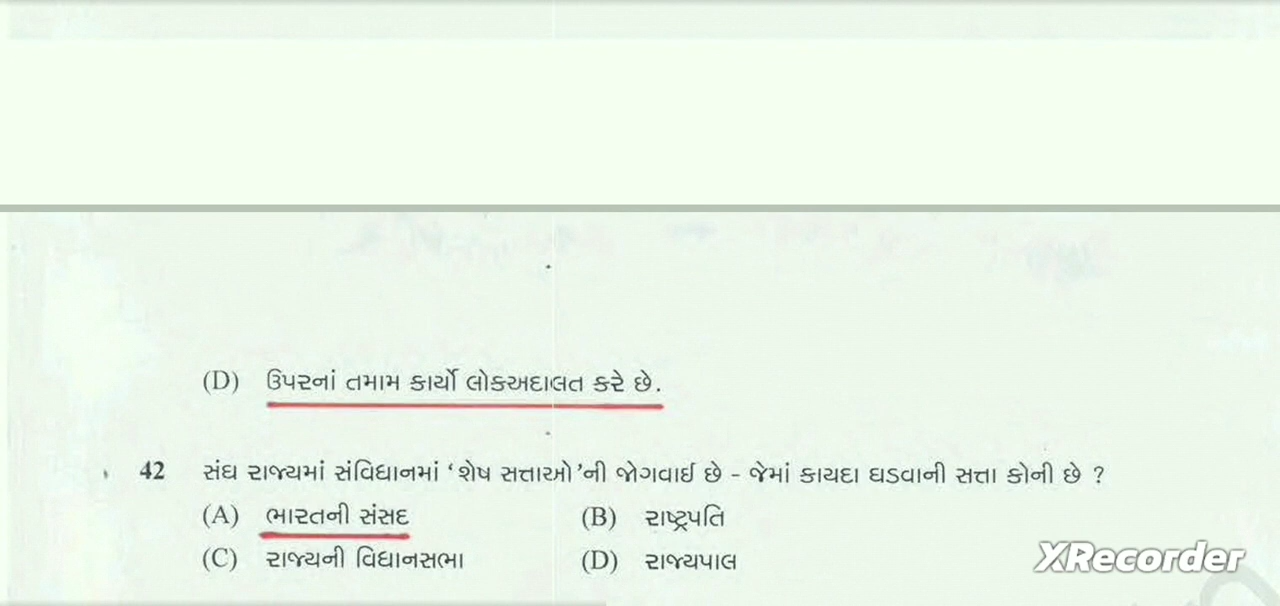 (D) ઉપરનાં તમામ કાર્યો લોકઅદાલત કરે છે.
42 સંઘ રાજ્યમાં સંવિધાનમાં ‘શેષ સત્તાઓ’ની જોગવાઈ છે - જેમાં કાયદા ઘડવાની સત્તા કોની છે ?
(A) ભારતની સંસદ (B) રાષ્ટ્રપતિ
(C) રાજ્યની વિધાનસભા (D) રાજ્યપાલ
XRecorder